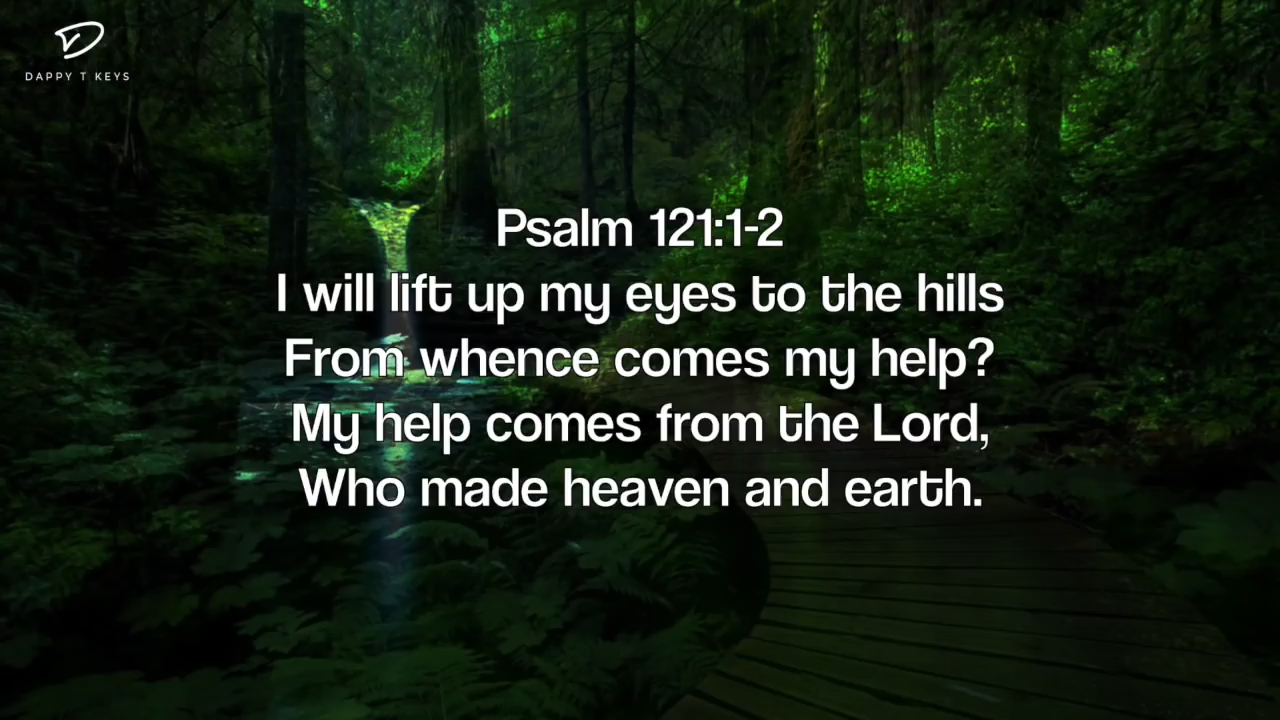 DAPPY T KEYS
Psalm 121:1-2
I will lift up my eyes to the hills
From whence comes my help?
My help comes from the Lord,
Who made heaven and earth.